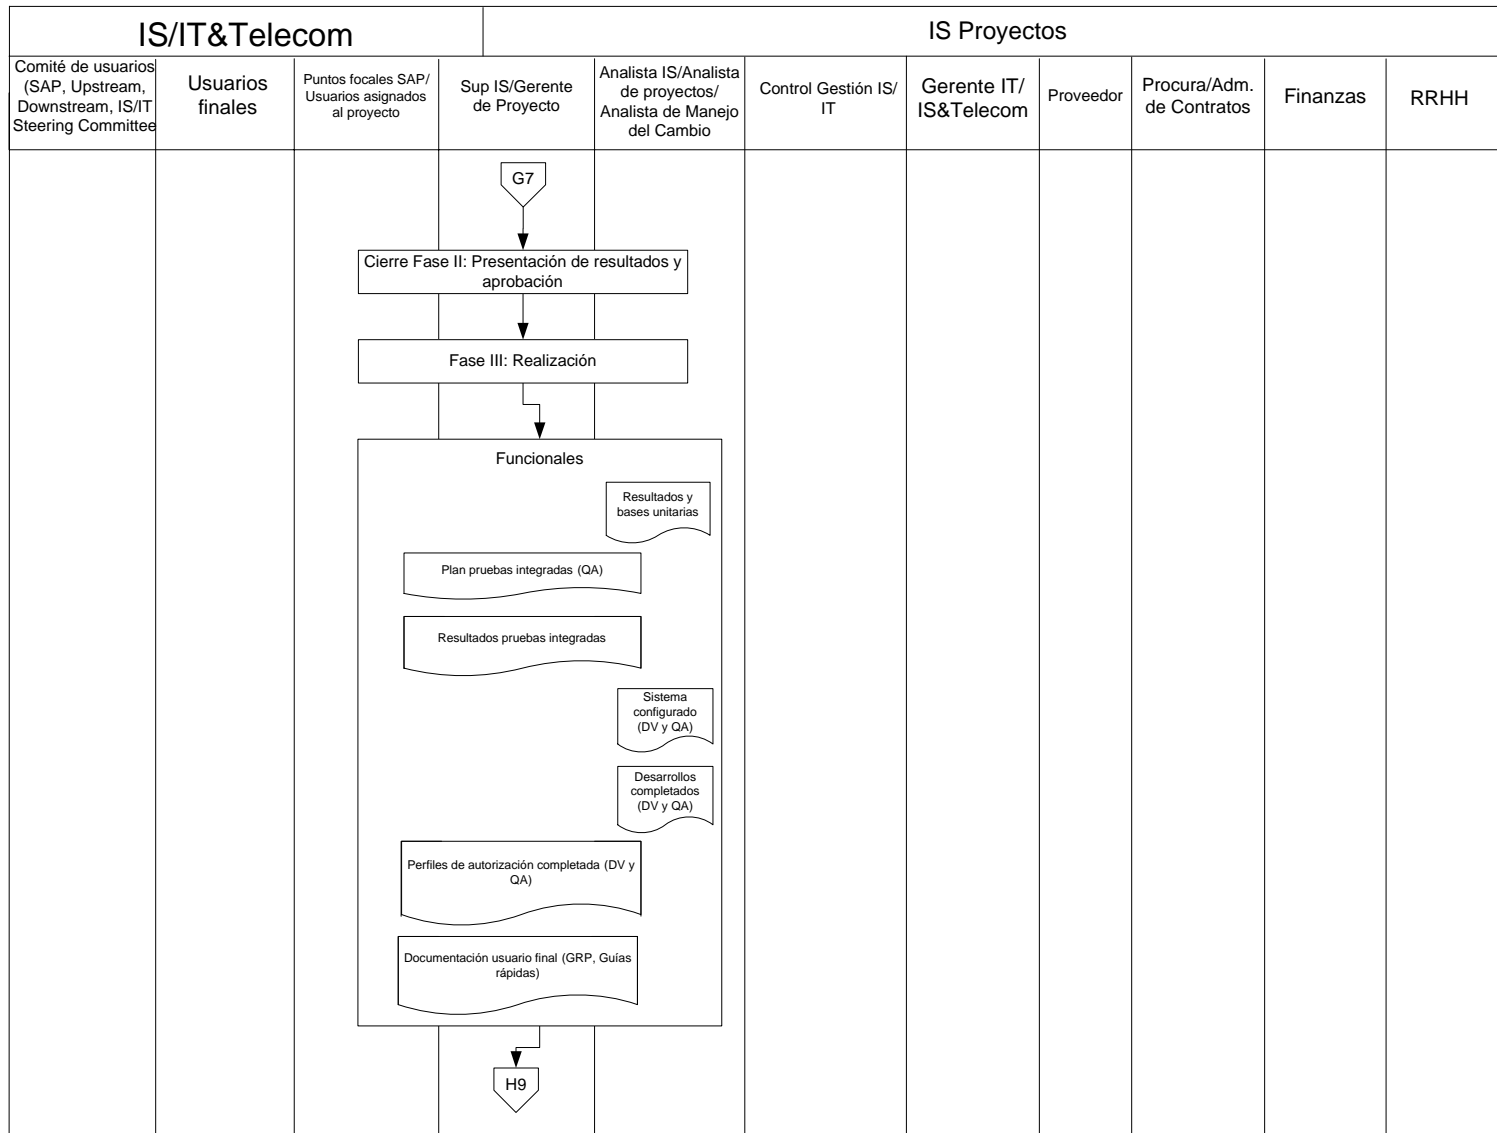 IS/IT&Telecom
IS Proyectos
Comité de usuarios
(SAP, Upstream,
Downstream, IS/IT
Steering Committee
Usuarios
finales
Puntos focales SAP/
Usuarios asignados
al proyecto
Sup IS/Gerente
de Proyecto
Analista IS/Analista
de proyectos/
Analista de Manejo
del Cambio
Control Gestión IS/
IT
Gerente IT/
IS&Telecom
Proveedor
Procura/Adm.
de Contratos
Finanzas
RRHH
G7
Cierre Fase II: Presentación de resultados y
aprobación
Fase III: Realización
Funcionales
Resultados y
bases unitarias
Plan pruebas integradas (QA)
Resultados pruebas integradas
Sistema
configurado
(DV y QA)
Desarrollos
completados
(DV y QA)
Perfiles de autorización completada (DV y
QA)
Documentación usuario final (GRP, Guías
rápidas)
H9